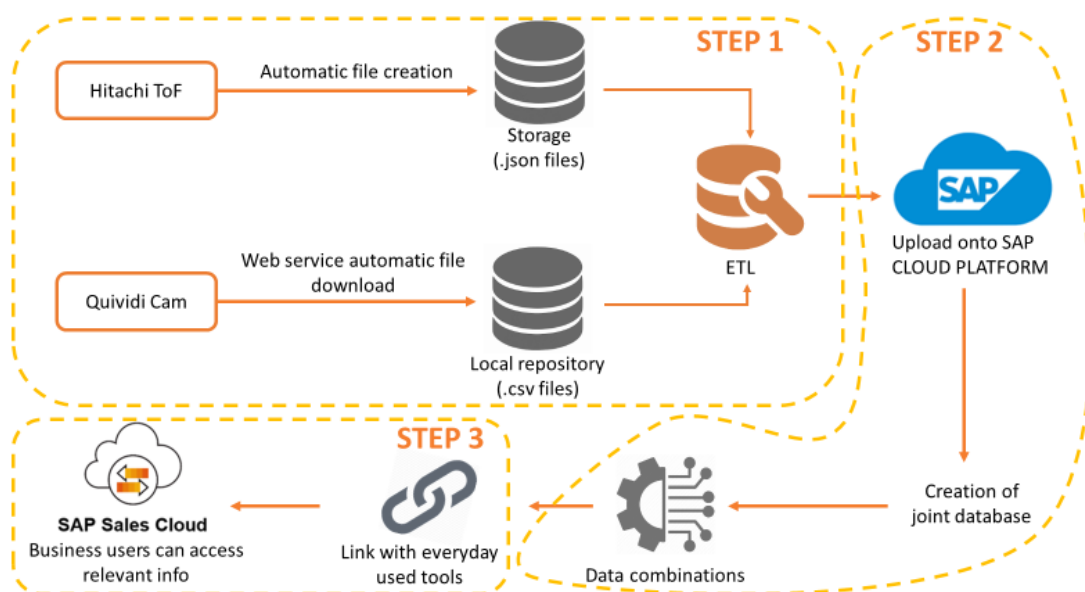 STEP 1
Hitachi ToF
Automatic file creation
Storage
(.json files)
Quividi Cam
Web service automatic file
download
Local repository
(.csv files)
ETL
STEP 2
SAP
Upload onto SAP
CLOUD PLATFORM
Creation of
joint database
Data combinations
STEP 3
Link with everyday
used tools
SAP Sales Cloud
Business users can access
relevant info